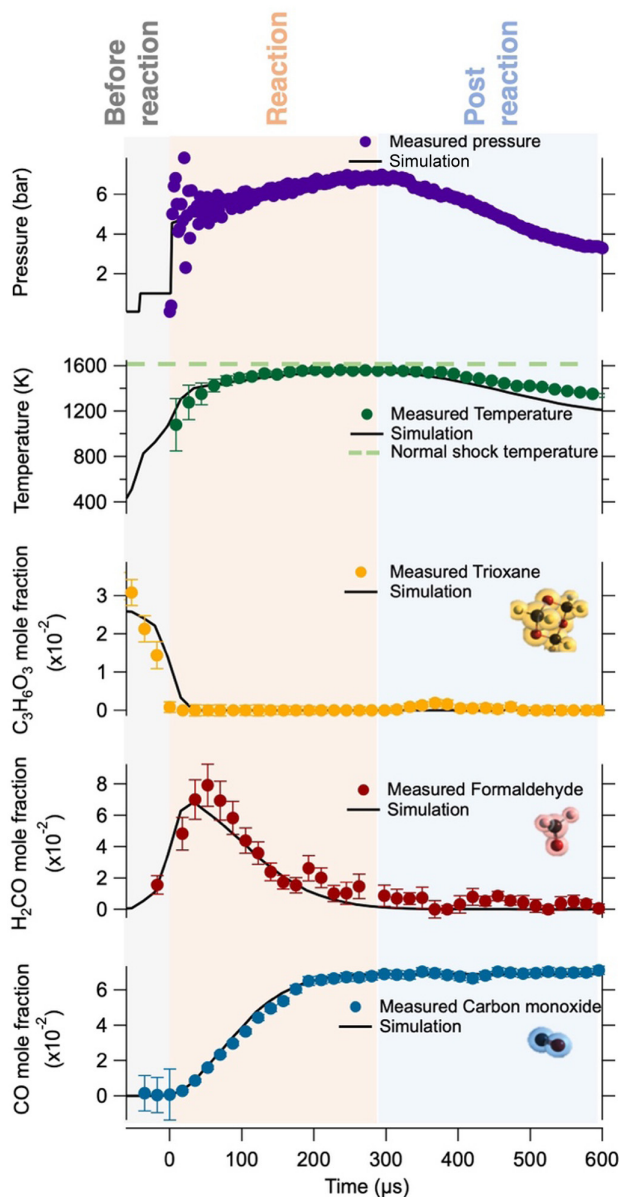 Before
reaction
Reaction
Post
reaction
Measured pressure
Simulation
Pressure (bar)
6
4
2
Measured Temperature
Simulation
Normal shock temperature
Temperature (K)
1600
1200
800
400
Measured Trioxane
Simulation
C₃H₆O₃ mole fraction
(x10⁻²)
3
2
1
0
Measured Formaldehyde
Simulation
H₂CO mole fraction
(x10⁻²)
8
6
4
2
0
Measured Carbon monoxide
Simulation
CO mole fraction
(x10⁻²)
6
4
2
0
0 100 200 300 400 500 600
Time (µs)